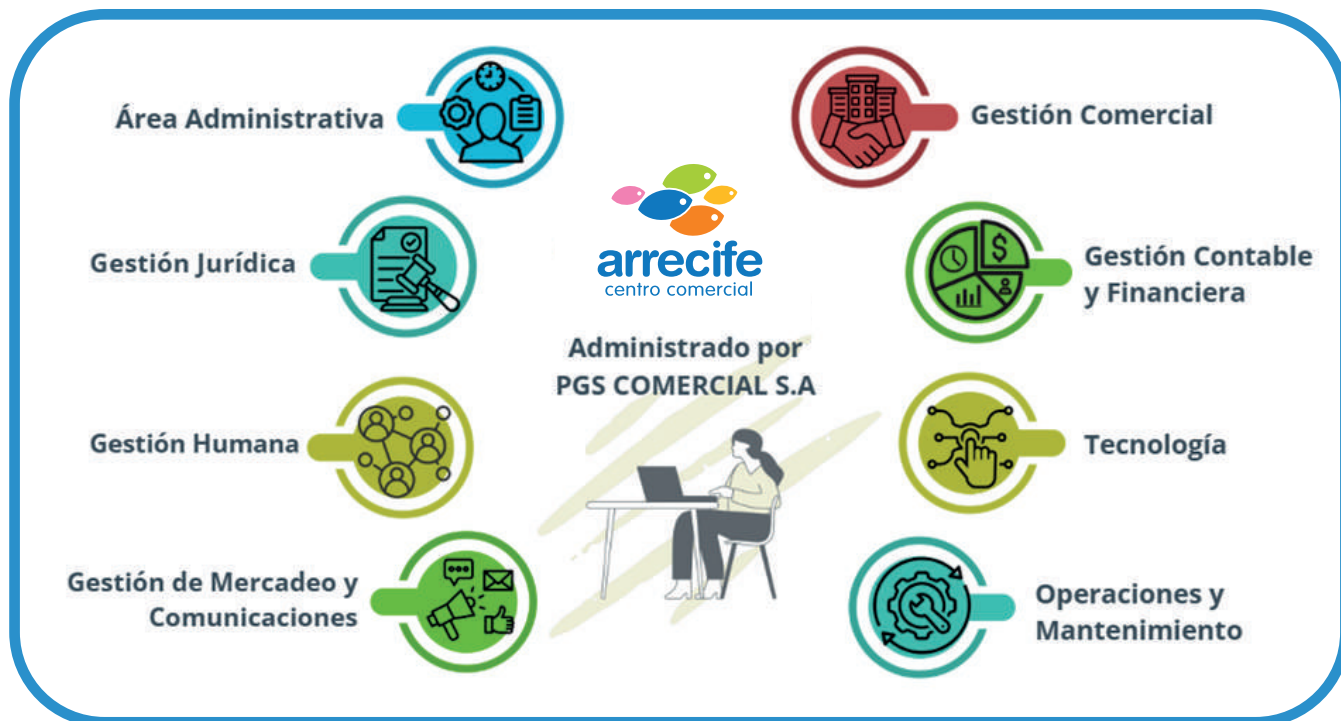 Área Administrativa
Gestión Comercial
Gestión Jurídica
arrecife
centro comercial
Gestión Contable
y Financiera
Administrado por
PGS COMERCIAL S.A
Gestión Humana
Tecnología
Gestión de Mercadeo y
Comunicaciones
Operaciones y
Mantenimiento